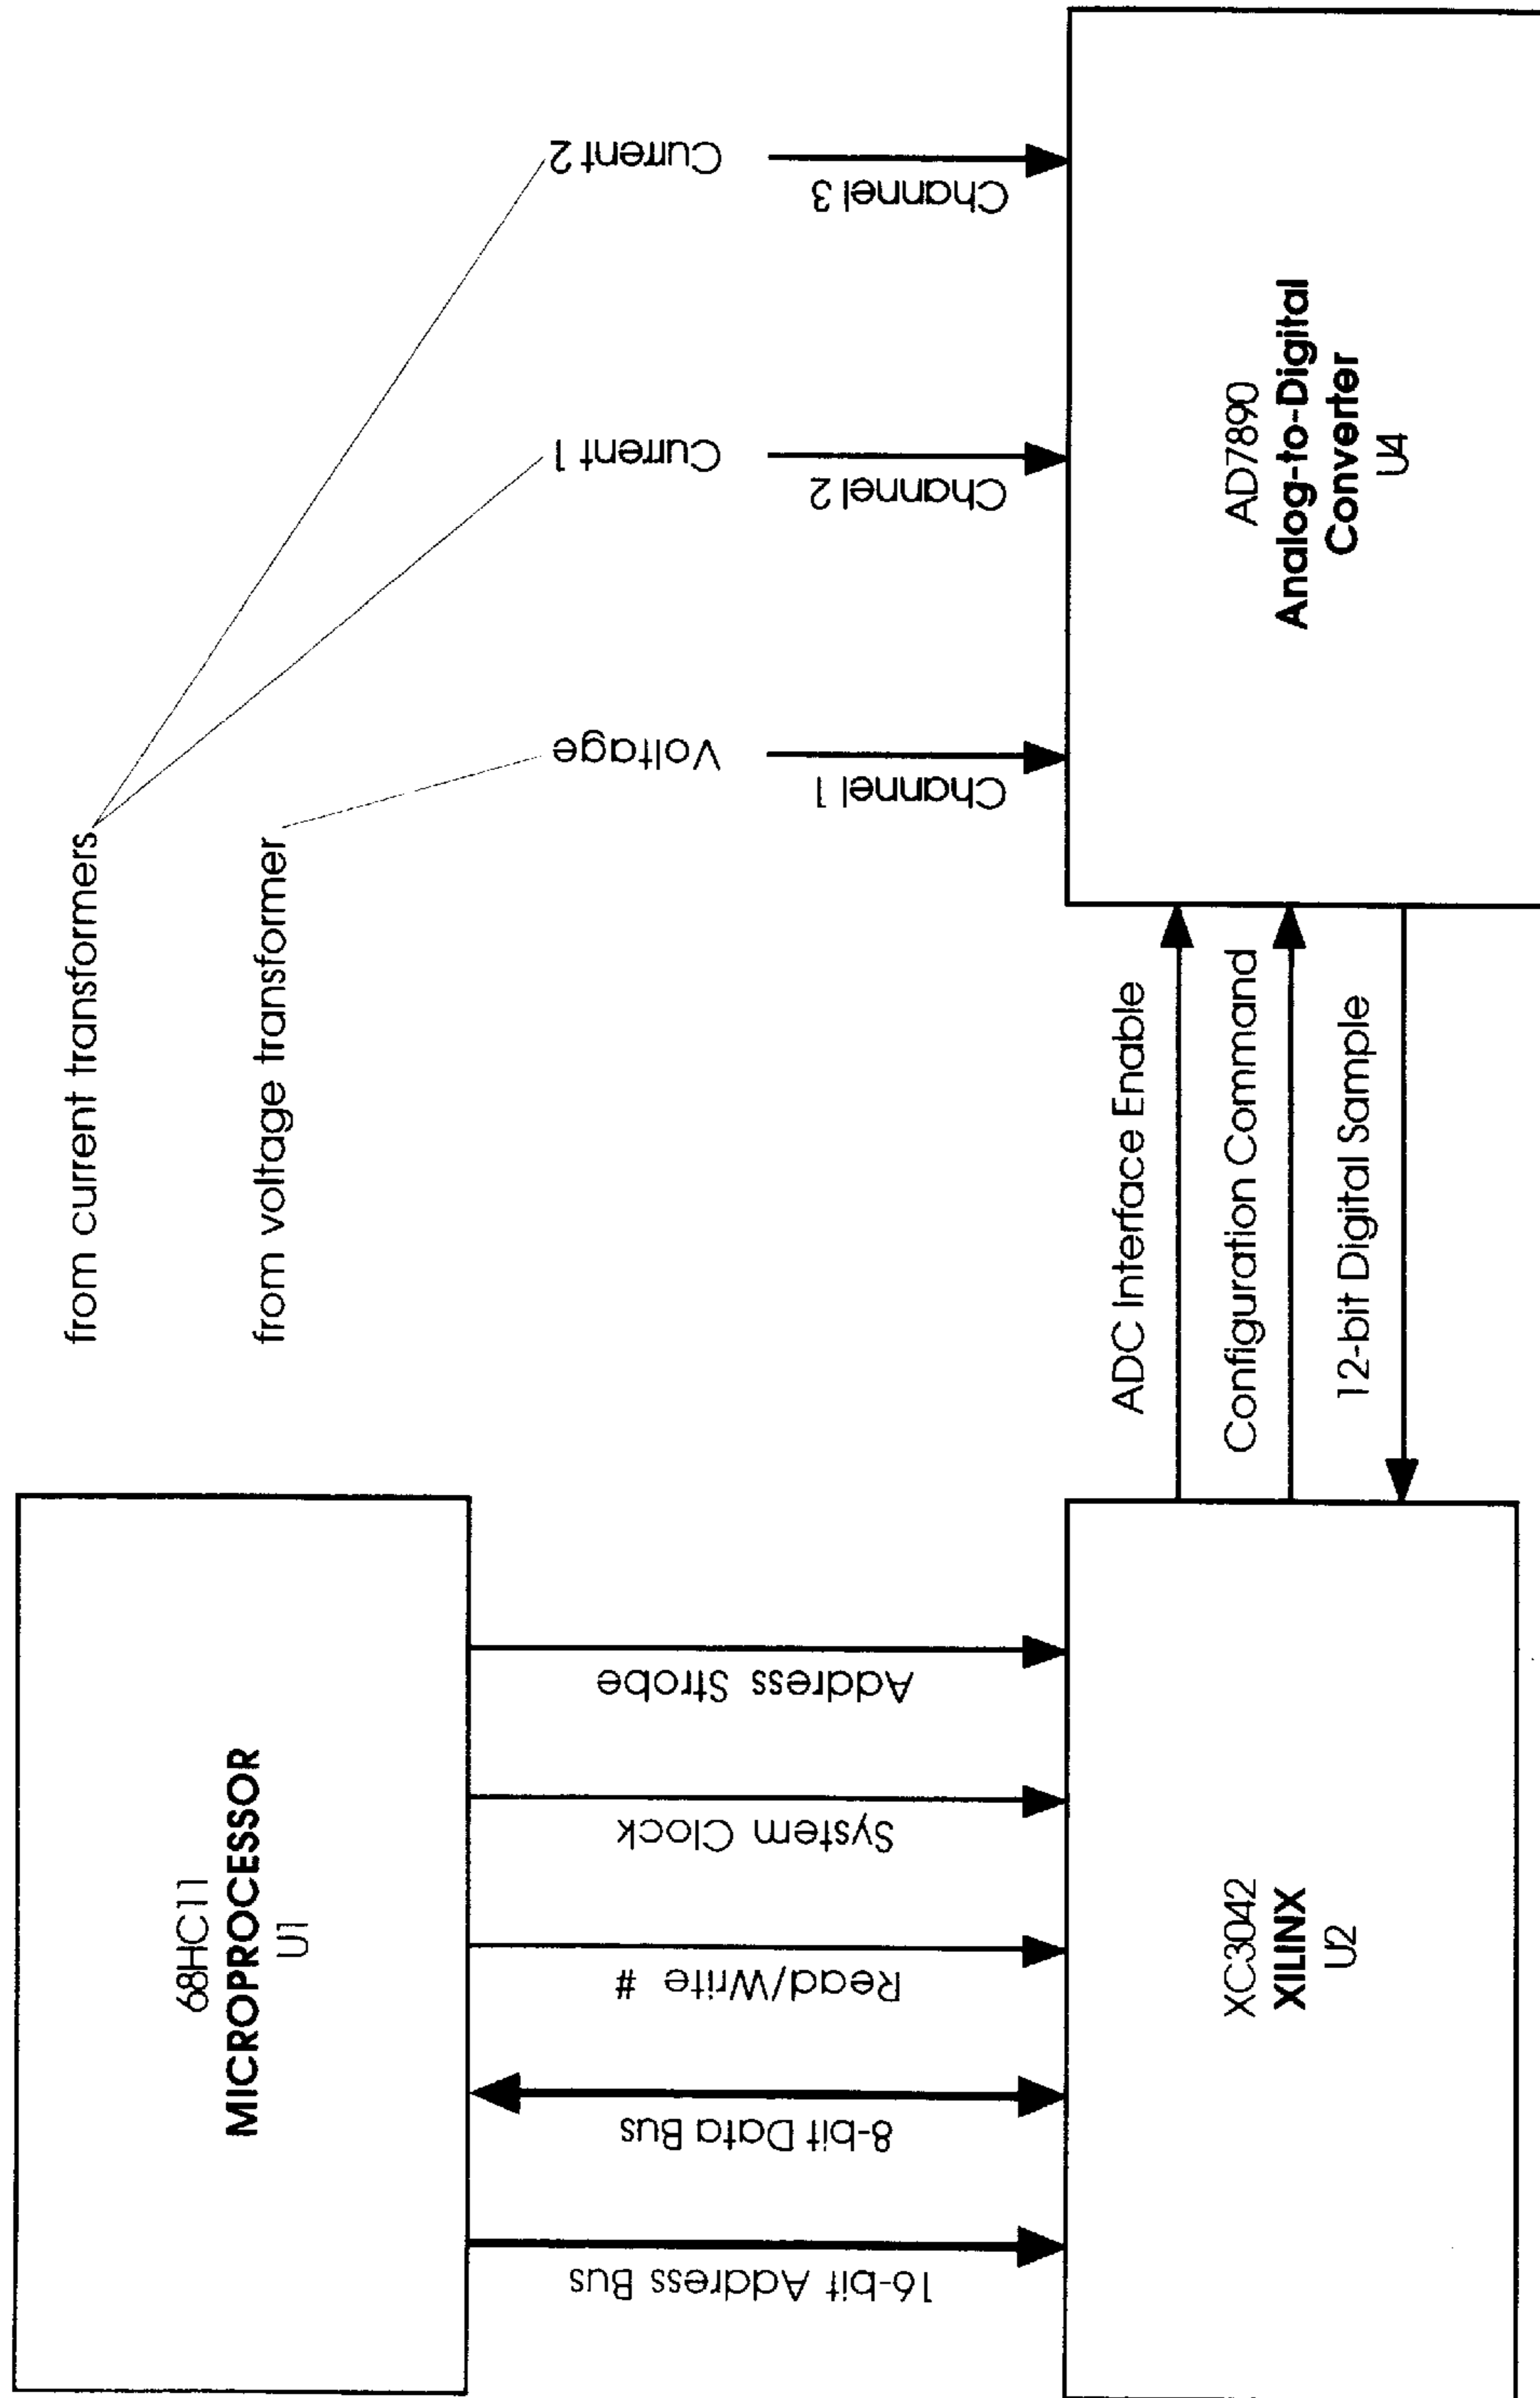 from current transformers
from voltage transformer
Current 2
Current 1
Voltage
Channel 3
Channel 2
Channel 1
68HC11
MICROPROCESSOR
U1
Address Strobe
System Clock
Read/Write #
8-bit Data Bus
16-bit Address Bus
ADC Interface Enable
Configuration Command
12-bit Digital Sample
XC3042
XILINX
U2
AD7890
Analog-to-Digital
Converter
U4